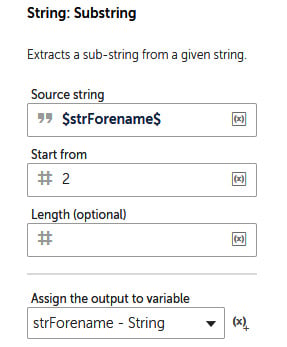 String: Substring
Extracts a sub-string from a given string.
Source string
$strForename$ (x)
Start from
# 2 (x)
Length (optional)
# (x)
Assign the output to variable
strForename - String (x)+